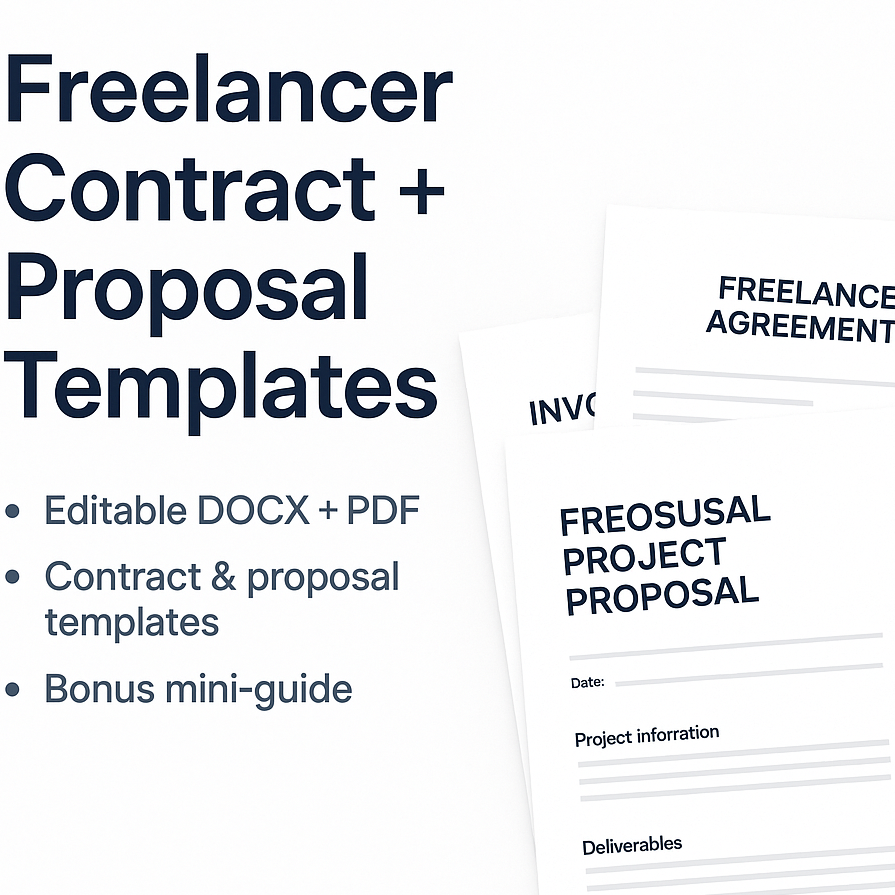 Freelancer
Contract +
Proposal
Templates
• Editable DOCX + PDF
• Contract & proposal
templates
• Bonus mini-guide
FREELANCE
AGREEMENT
INVO
FREOSUSAL
PROJECT
PROPOSAL
Date:
Project inforration
Deliverables